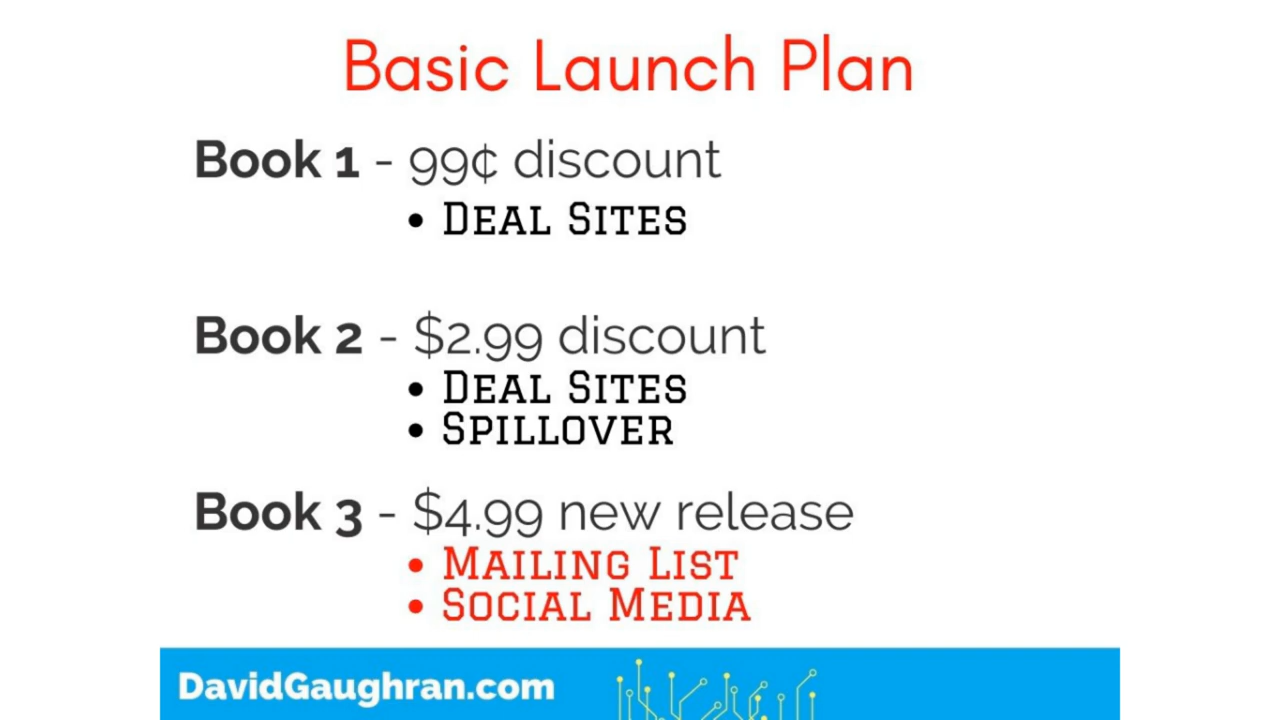 Basic Launch Plan
Book 1 - 99¢ discount
• DEAL SITES
Book 2 - $2.99 discount
• DEAL SITES
• SPILLOVER
Book 3 - $4.99 new release
• MAILING LIST
• SOCIAL MEDIA
DavidGaughran.com